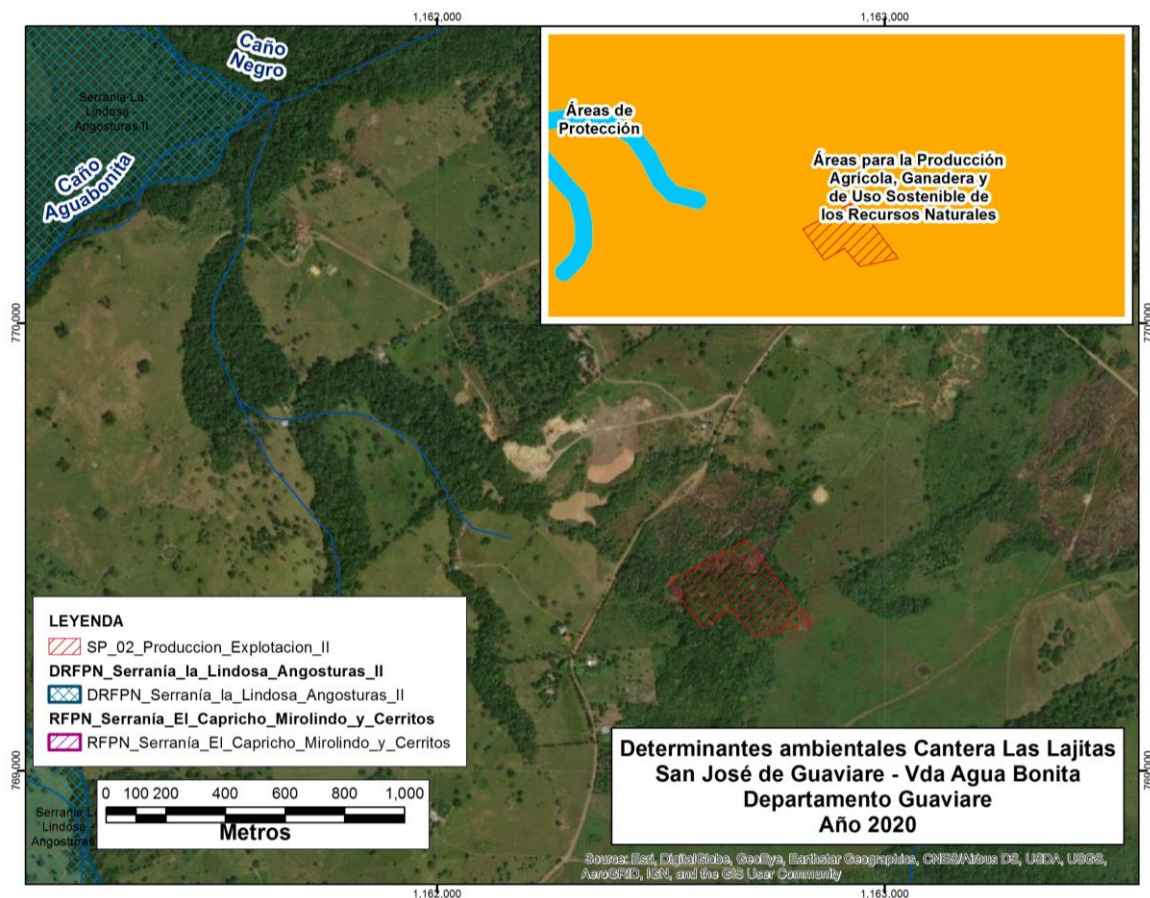 1,162,000
1,163,000
Caño
Negro
Serranía La
Lindosa -
Angosturas II
Caño
Aguabonita
Áreas de
Protección
Áreas para la Producción
Agrícola, Ganadera y
de Uso Sostenible de
los Recursos Naturales
770,000
770,000
LEYENDA
SP_02_Produccion_Explotacion_II
DRFPN_Serranía_la_Lindosa_Angosturas_II
DRFPN_Serranía_la_Lindosa_Angosturas_II
RFPN_Serranía_El_Capricho_Mirolindo_y_Cerritos
RFPN_Serranía_El_Capricho_Mirolindo_y_Cerritos
Determinantes ambientales Cantera Las Lajitas
San José de Guaviare - Vda Agua Bonita
Departamento Guaviare
Año 2020
769,000
769,000
0 100 200 400 600 800 1,000
Metros
Serranía La
Lindosa -
Angosturas
Source: Esri, DigitalGlobe, GeoEye, Earthstar Geographics, CNES/Airbus DS, USDA, USGS,
AeroGRID, IGN, and the GIS User Community
1,162,000
1,163,000